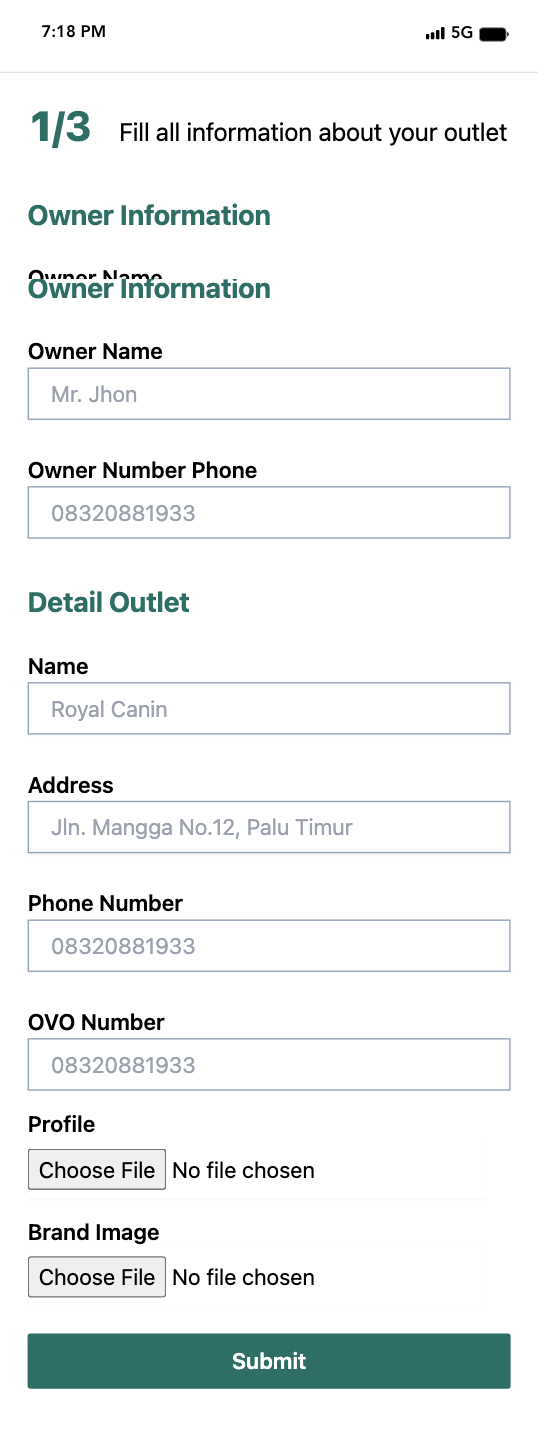 7:18 PM 5G
1/3 Fill all information about your outlet
Owner Information
Owner Name
Owner Information
Owner Name
Mr. Jhon
Owner Number Phone
08320881933
Detail Outlet
Name
Royal Canin
Address
Jln. Mangga No.12, Palu Timur
Phone Number
08320881933
OVO Number
08320881933
Profile
Choose File No file chosen
Brand Image
Choose File No file chosen
Submit